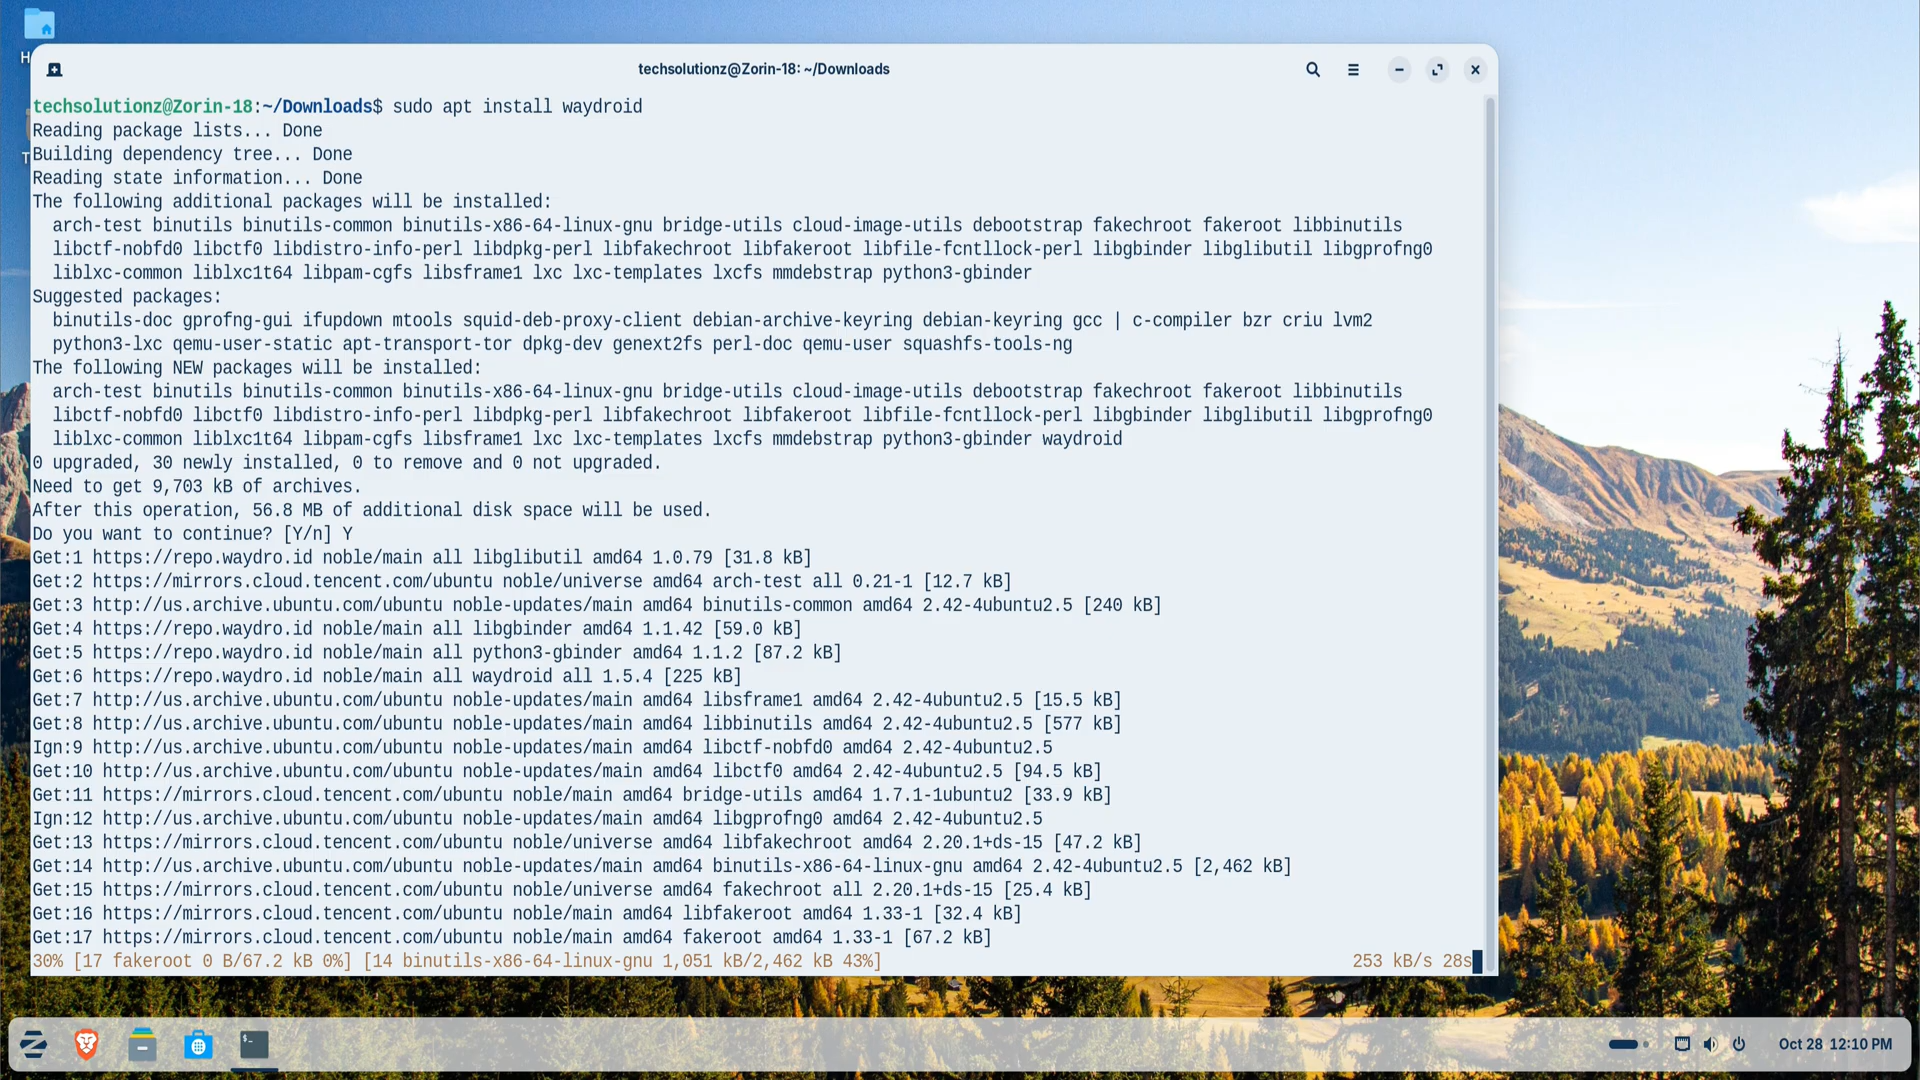 techsolutionz@Zorin-18: ~/Downloads
techsolutionz@Zorin-18:~/Downloads$ sudo apt install waydroid
Reading package lists... Done
Building dependency tree... Done
Reading state information... Done
The following additional packages will be installed:
  arch-test binutils binutils-common binutils-x86-64-linux-gnu bridge-utils cloud-image-utils debootstrap fakechroot fakeroot libbinutils
  libctf-nobfd0 libctf0 libdistro-info-perl libdpkg-perl libfakechroot libfakeroot libfile-fcntllock-perl libgbinder libglibutil libgprofng0
  liblxc-common liblxc1t64 libpam-cgfs libsframe1 lxc lxc-templates lxcfs mmdebstrap python3-gbinder
Suggested packages:
  binutils-doc gprofng-gui ifupdown mtools squid-deb-proxy-client debian-archive-keyring debian-keyring gcc | c-compiler bzr criu lvm2
  python3-lxc qemu-user-static apt-transport-tor dpkg-dev genext2fs perl-doc qemu-user squashfs-tools-ng
The following NEW packages will be installed:
  arch-test binutils binutils-common binutils-x86-64-linux-gnu bridge-utils cloud-image-utils debootstrap fakechroot fakeroot libbinutils
  libctf-nobfd0 libctf0 libdistro-info-perl libdpkg-perl libfakechroot libfakeroot libfile-fcntllock-perl libgbinder libglibutil libgprofng0
  liblxc-common liblxc1t64 libpam-cgfs libsframe1 lxc lxc-templates lxcfs mmdebstrap python3-gbinder waydroid
0 upgraded, 30 newly installed, 0 to remove and 0 not upgraded.
Need to get 9,703 kB of archives.
After this operation, 56.8 MB of additional disk space will be used.
Do you want to continue? [Y/n] Y
Get:1 https://repo.waydro.id noble/main all libglibutil amd64 1.0.79 [31.8 kB]
Get:2 https://mirrors.cloud.tencent.com/ubuntu noble/universe amd64 arch-test all 0.21-1 [12.7 kB]
Get:3 http://us.archive.ubuntu.com/ubuntu noble-updates/main amd64 binutils-common amd64 2.42-4ubuntu2.5 [240 kB]
Get:4 https://repo.waydro.id noble/main all libgbinder amd64 1.1.42 [59.0 kB]
Get:5 https://repo.waydro.id noble/main all python3-gbinder amd64 1.1.2 [87.2 kB]
Get:6 https://repo.waydro.id noble/main all waydroid all 1.5.4 [225 kB]
Get:7 http://us.archive.ubuntu.com/ubuntu noble-updates/main amd64 libsframe1 amd64 2.42-4ubuntu2.5 [15.5 kB]
Get:8 http://us.archive.ubuntu.com/ubuntu noble-updates/main amd64 libbinutils amd64 2.42-4ubuntu2.5 [577 kB]
Ign:9 http://us.archive.ubuntu.com/ubuntu noble-updates/main amd64 libctf-nobfd0 amd64 2.42-4ubuntu2.5
Get:10 http://us.archive.ubuntu.com/ubuntu noble-updates/main amd64 libctf0 amd64 2.42-4ubuntu2.5 [94.5 kB]
Get:11 https://mirrors.cloud.tencent.com/ubuntu noble/main amd64 bridge-utils amd64 1.7.1-1ubuntu2 [33.9 kB]
Ign:12 http://us.archive.ubuntu.com/ubuntu noble-updates/main amd64 libgprofng0 amd64 2.42-4ubuntu2.5
Get:13 https://mirrors.cloud.tencent.com/ubuntu noble/universe amd64 libfakechroot amd64 2.20.1+ds-15 [47.2 kB]
Get:14 http://us.archive.ubuntu.com/ubuntu noble-updates/main amd64 binutils-x86-64-linux-gnu amd64 2.42-4ubuntu2.5 [2,462 kB]
Get:15 https://mirrors.cloud.tencent.com/ubuntu noble/universe amd64 fakechroot all 2.20.1+ds-15 [25.4 kB]
Get:16 https://mirrors.cloud.tencent.com/ubuntu noble/main amd64 libfakeroot amd64 1.33-1 [32.4 kB]
Get:17 https://mirrors.cloud.tencent.com/ubuntu noble/main amd64 fakeroot amd64 1.33-1 [67.2 kB]
30% [17 fakeroot 0 B/67.2 kB 0%] [14 binutils-x86-64-linux-gnu 1,051 kB/2,462 kB 43%] 253 kB/s 28s
Oct 28 12:10 PM